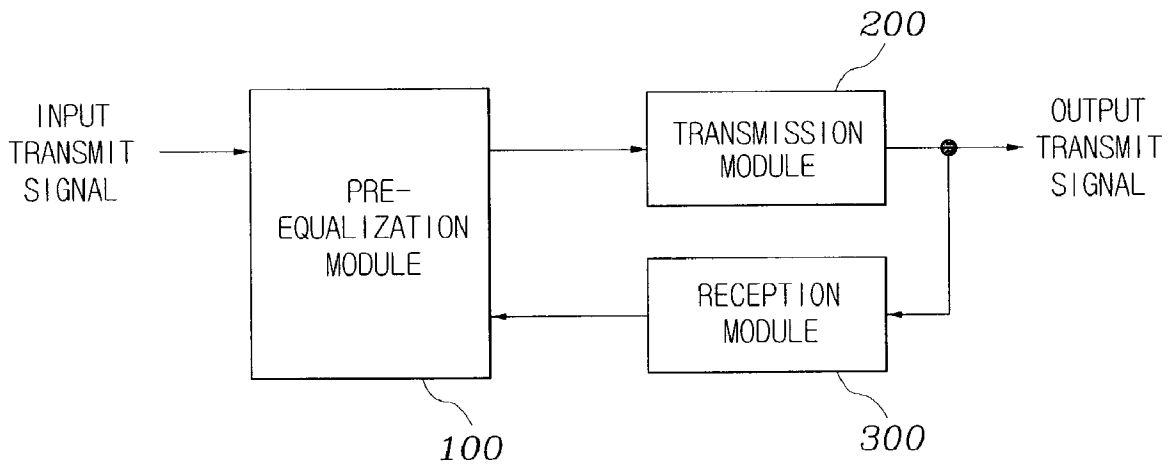 200
INPUT
TRANSMIT
SIGNAL
PRE-
EQUALIZATION
MODULE
TRANSMISSION
MODULE
OUTPUT
TRANSMIT
SIGNAL
RECEPTION
MODULE
100
300